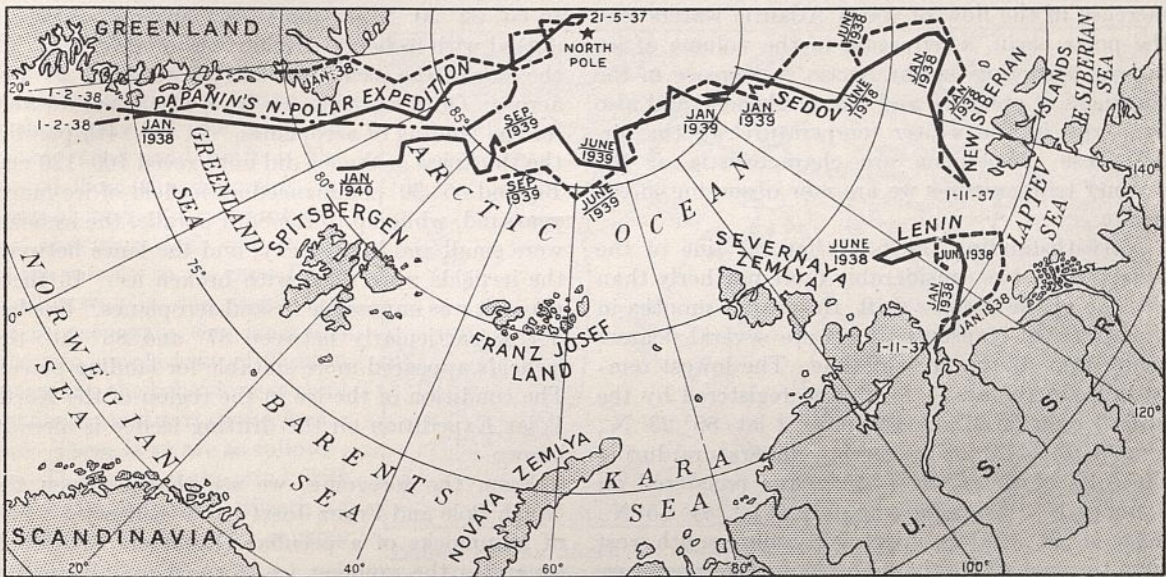 GREENLAND
21-5-37
NORTH
POLE
JAN. 38
85°
20°
1-2-38
1-2-38
PAPANIN'S N. POLAR EXPEDITION
JAN
1938
SEP
1939
SEP
1939
JUNE
1939
JUNE
1939
JAN
1939
JAN
1939
SEDOV
JUNE
1938
JUNE
1938
JAN
1938
JAN
1938
NEW SIBERIAN
ISLANDS
DE SIBERIAN
SEA
140°
1-11-37
JAN
1940
GREENLAND
SEA
ARCTIC OCEAN
80°
75°
SPITSBERGEN
FRANZ JOSEF
LAND
SEVERNAYA
ZEMLYA
LENIN
JUNE
1938
JUN. 1938
JAN
1938
JAN 1938
1-11-37
LAPTEV
SEA
NORWEGIAN
SEA
0°
BARENTS
SEA
NOVAYA ZEMLYA
KARA
SEA
U. S. S. R.
120°
SCANDINAVIA
20°
40°
60°
80°
100°